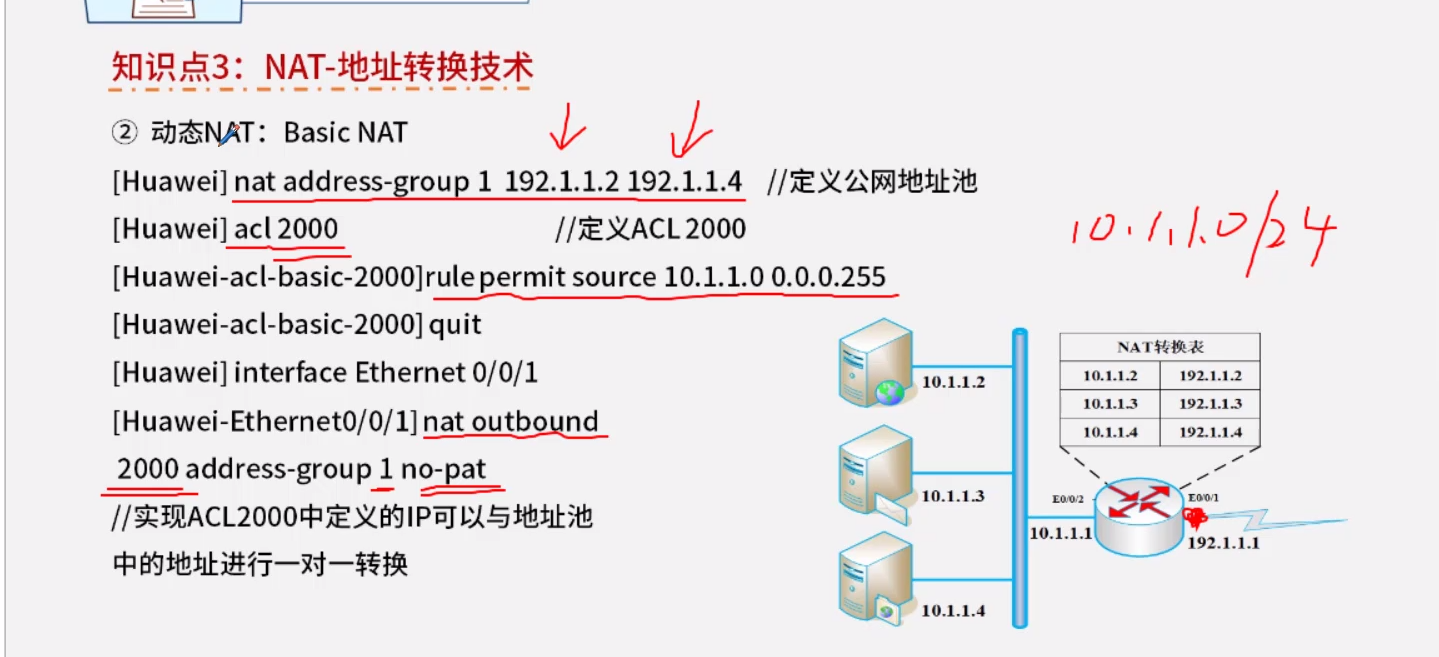 知识点3：NAT-地址转换技术
② 动态NAT：Basic NAT
[Huawei] nat address-group 1 192.1.1.2 192.1.1.4 //定义公网地址池
[Huawei] acl 2000 //定义ACL 2000
10.1.1.0/24
[Huawei-acl-basic-2000]rule permit source 10.1.1.0 0.0.0.255
[Huawei-acl-basic-2000] quit
[Huawei] interface Ethernet 0/0/1
[Huawei-Ethernet0/0/1] nat outbound
2000 address-group 1 no-pat
//实现ACL2000中定义的IP可以与地址池
中的地址进行一对一转换
10.1.1.2
10.1.1.3
10.1.1.4
NAT转换表
10.1.1.2 192.1.1.2
10.1.1.3 192.1.1.3
10.1.1.4 192.1.1.4
E0/0/2 E0/0/1
10.1.1.1 192.1.1.1